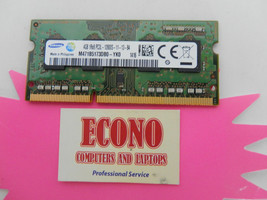 SAMSUNG
4GB 1Rx8 PC3L-12800S-11-13-B4
M471B5173DB0-YK0
ECONO
COMPUTERS AND LAPTOPS
Professional Service